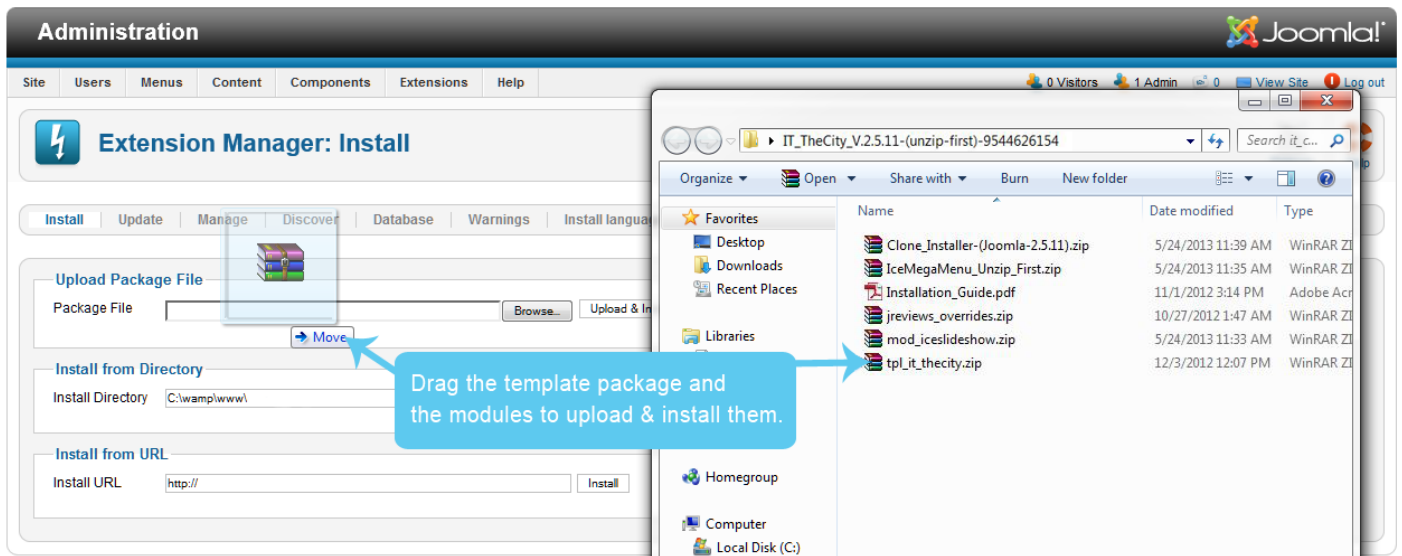 Administration
Joomla!
Site Users Menus Content Components Extensions Help
0 Visitors 1 Admin 0 View Site Log out
Extension Manager: Install
Install Update Manage Discover Database Warnings Install
Upload Package File
Package File Browse... Upload &
Move
Install from Directory
Install Directory C:\wamp\www\
Install from URL
Install URL http:// Install
Drag the template package and
the modules to upload & install them.
IT_TheCity_V.2.5.11-(unzip-first)-9544626154
Search it_c...
Organize Open Share with Burn New folder
Name Date modified Type
Favorites
Desktop
Downloads
Recent Places
Libraries
Homegroup
Computer
Local Disk (C:)
Clone_Installer-(Joomla-2.5.11).zip 5/24/2013 11:39 AM WinRAR ZI
IceMegaMenu_Unzip_First.zip 5/24/2013 11:35 AM WinRAR ZI
Installation_Guide.pdf 11/1/2012 3:14 PM Adobe Acr
jreviews_overrides.zip 10/27/2012 1:47 AM WinRAR ZI
mod_iceslideshow.zip 5/24/2013 11:33 AM WinRAR ZI
tpl_it_thecity.zip 12/3/2012 12:07 PM WinRAR ZI